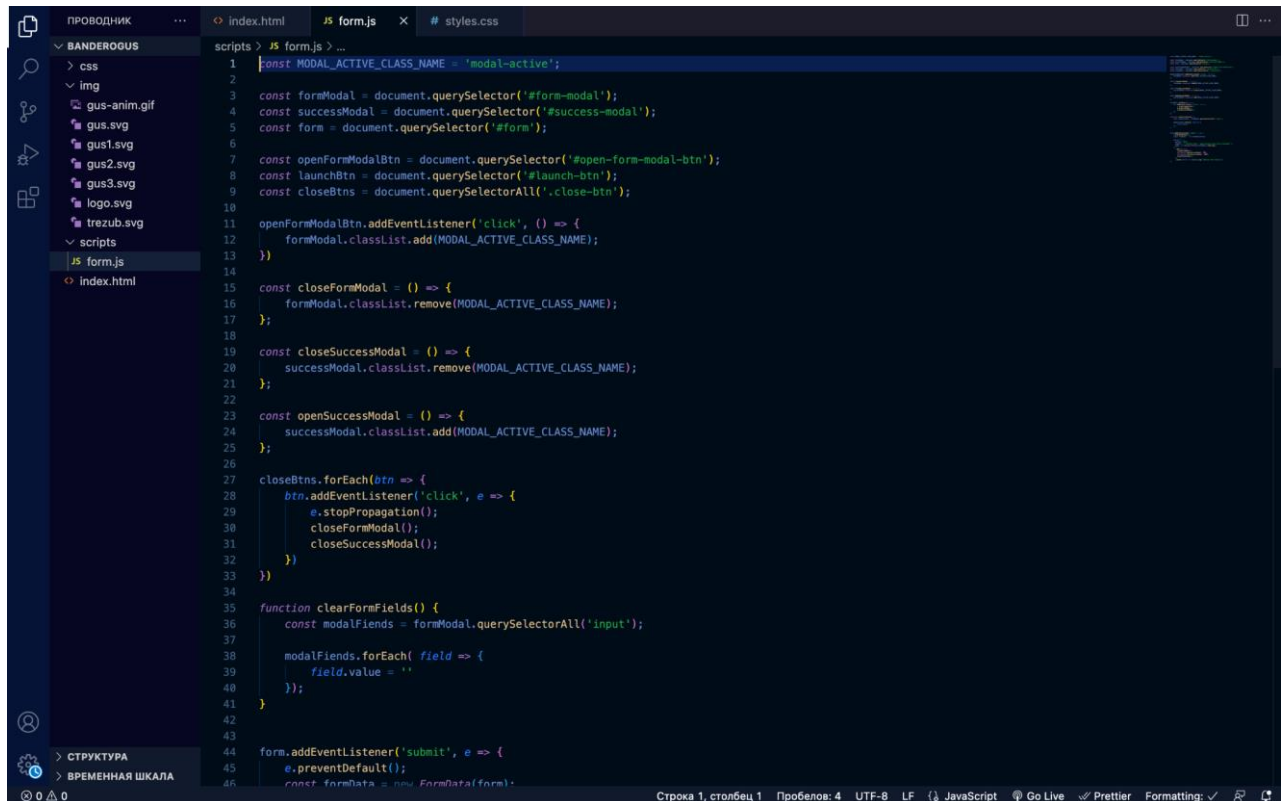 ПРОВОДНИК ···
index.html JS form.js × # styles.css ···
BANDEROGUS
scripts > JS form.js > ...
css
img
gus-anim.gif
gus.svg
gus1.svg
gus2.svg
gus3.svg
logo.svg
trezub.svg
scripts
JS form.js
index.html
СТРУКТУРА
ВРЕМЕННАЯ ШКАЛА
1 const MODAL_ACTIVE_CLASS_NAME = 'modal-active';
2
3 const formModal = document.querySelector('#form-modal');
4 const successModal = document.querySelector('#success-modal');
5 const form = document.querySelector('#form');
6
7 const openFormModalBtn = document.querySelector('#open-form-modal-btn');
8 const launchBtn = document.querySelector('#launch-btn');
9 const closeBtns = document.querySelectorAll('.close-btn');
10
11 openFormModalBtn.addEventListener('click', () => {
12     formModal.classList.add(MODAL_ACTIVE_CLASS_NAME);
13 })
14
15 const closeFormModal = () => {
16     formModal.classList.remove(MODAL_ACTIVE_CLASS_NAME);
17 };
18
19 const closeSuccessModal = () => {
20     successModal.classList.remove(MODAL_ACTIVE_CLASS_NAME);
21 };
22
23 const openSuccessModal = () => {
24     successModal.classList.add(MODAL_ACTIVE_CLASS_NAME);
25 };
26
27 closeBtns.forEach(btn => {
28     btn.addEventListener('click', e => {
29         e.stopPropagation();
30         closeFormModal();
31         closeSuccessModal();
32     })
33 })
34
35 function clearFormFields() {
36     const modalFiends = formModal.querySelectorAll('input');
37
38     modalFiends.forEach( field => {
39         field.value = ''
40     });
41 }
42
43
44 form.addEventListener('submit', e => {
45     e.preventDefault();
46     const formData = new FormData(form);
0 0 Строка 1, столбец 1 Пробелов: 4 UTF-8 LF {} JavaScript Go Live Prettier Formatting: ✓